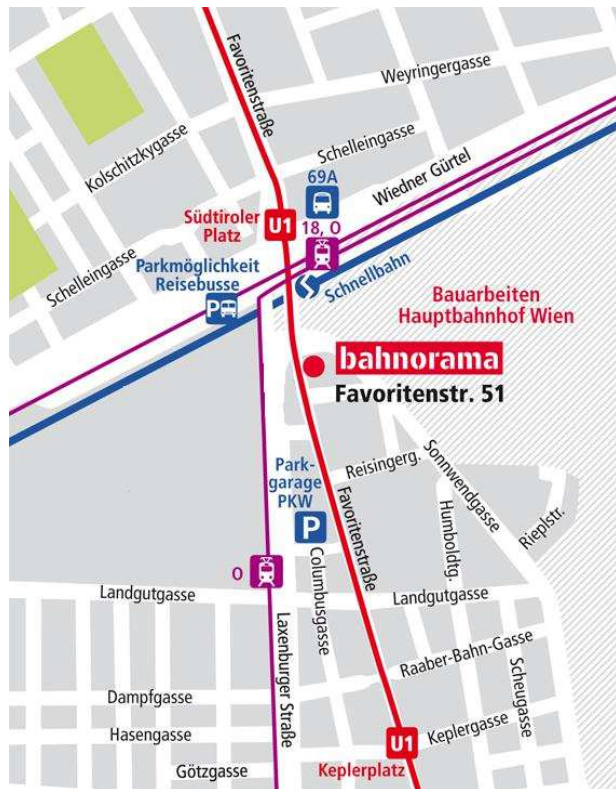 Favoritenstraße
Weyringergasse
Kolschitzkygasse
Schelleingasse
69A
Wiedner Gürtel
Südtiroler
Platz
U1
18, O
Schelleingasse
Parkmöglichkeit
Reisebusse
P
Schnellbahn
Bauarbeiten
Hauptbahnhof Wien
bahnorama
Favoritenstr. 51
Park-
garage
PKW
P
Reisingerg.
Sonnwendgasse
Favoritenstraße
Humboldtg.
Rieplstr.
O
Columbusgasse
Landgutgasse
Landgutgasse
Laxenburger Straße
Raaber-Bahn-Gasse
Scheugasse
Dampfgasse
Hasengasse
Götzgasse
U1
Keplergasse
Keplerplatz